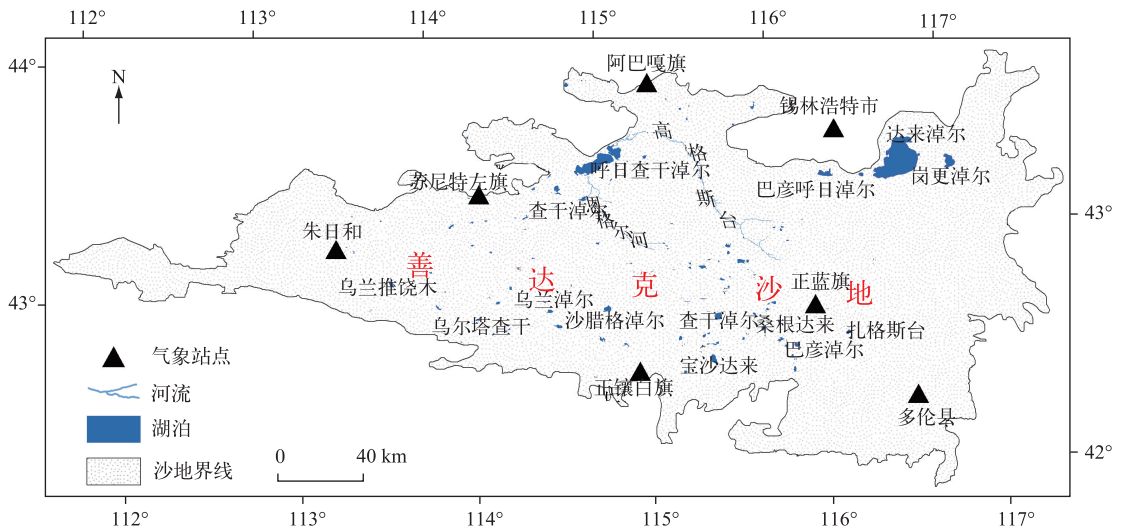 112°
113°
114°
115°
116°
117°
44°
N
阿巴嘎旗
锡林浩特市
高
格
斯
台
达来淖尔
呼日查干淖尔
岗更淖尔
巴彦呼日淖尔
苏尼特左旗
查干淖尔
恩
格
尔
河
43°
朱日和
善
达
克
沙
地
乌兰推饶木
乌兰淖尔
正蓝旗
43°
乌尔塔查干
沙腊格淖尔
查干淖尔
桑根达来
扎格斯台
巴彦淖尔
宝沙达来
气象站点
正镶白旗
河流
多伦县
湖泊
0
40 km
沙地界线
42°
112°
113°
114°
115°
116°
117°